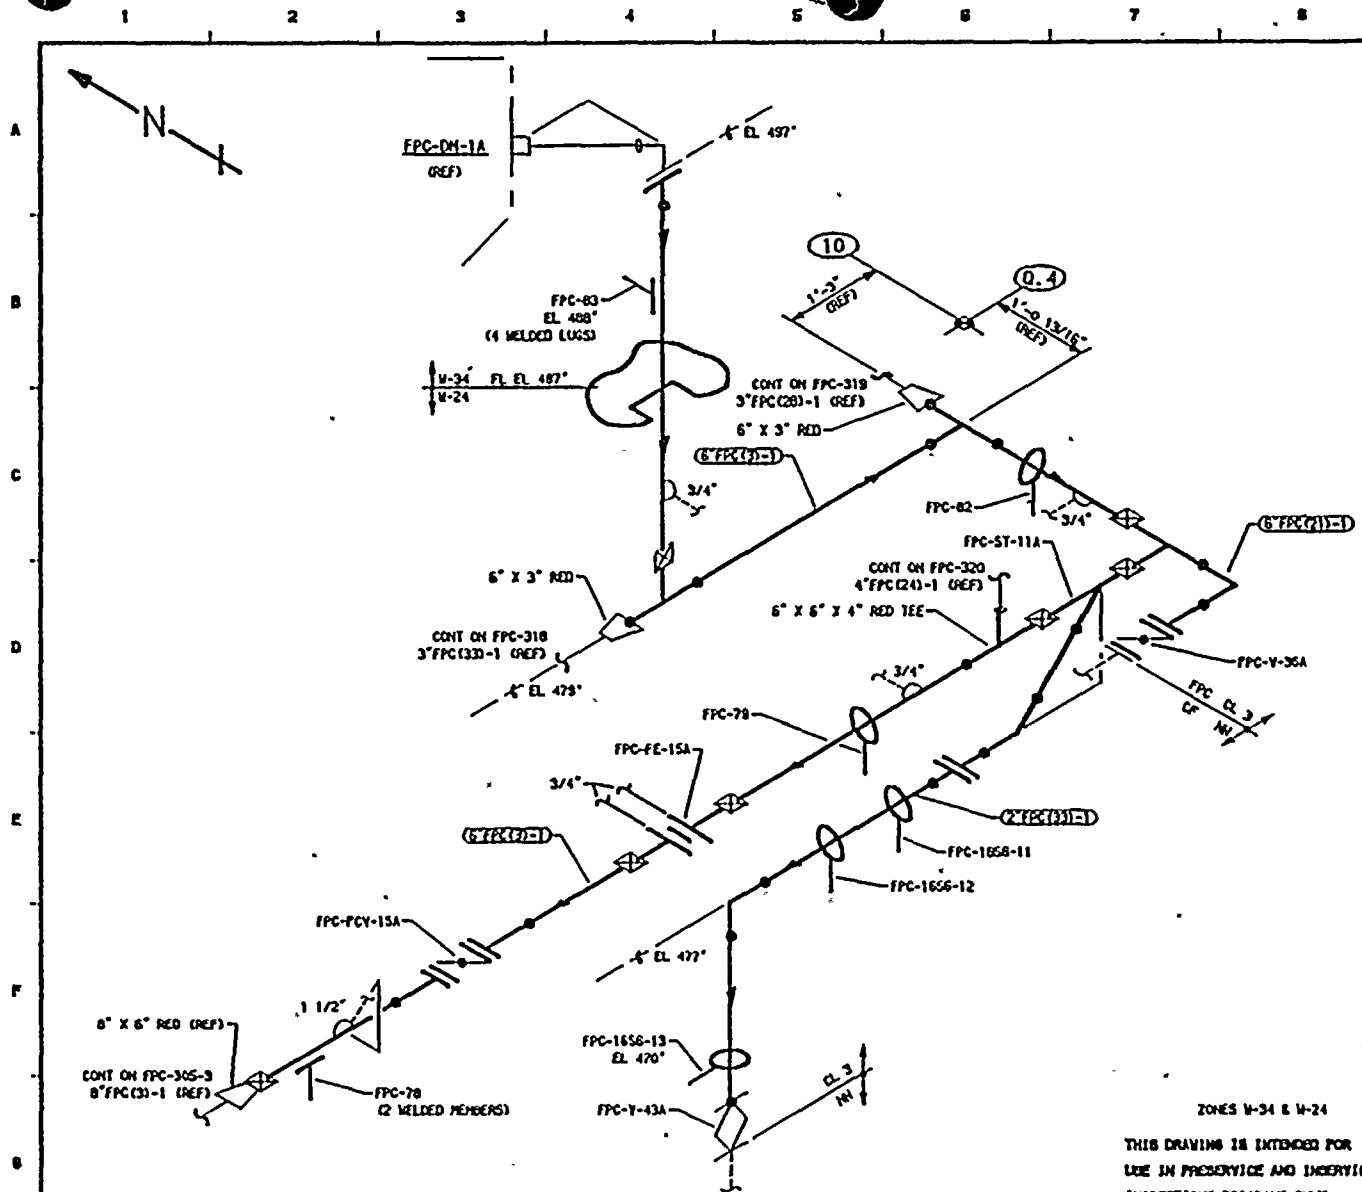 1 2 3 4 5 6 7 8
A
B
C
D
E
F
G
N
FPC-DM-1A
(REF)
℄ EL 497'
10
Q.4
1'-3"
(REF)
1'-0 13/16"
(REF)
FPC-83
EL 488'
(4 WELDED LUGS)
W-34 FL EL 487'
W-24
CONT ON FPC-319
3"FPC(28)-1 (REF)
6" X 3" RED
6"FPC(3)-1
3/4"
FPC-82
3/4"
6"FPC(21)-1
FPC-ST-11A
CONT ON FPC-320
4"FPC(24)-1 (REF)
6" X 6" X 4" RED TEE
6" X 3" RED
CONT ON FPC-318
3"FPC(33)-1 (REF)
℄ EL 479'
3/4"
FPC-V-36A
FPC CL 3
NN
FPC-79
FPC-FE-15A
3/4"
6"FPC(3)-1
2"FPC(33)-1
FPC-1656-11
FPC-1656-12
FPC-FCV-15A
℄ EL 477'
1 1/2"
8" X 6" RED (REF)
CONT ON FPC-305-3
8"FPC(3)-1 (REF)
FPC-78
(2 WELDED MEMBERS)
FPC-1656-13
EL 470'
FPC-V-43A
CL 3
NN
ZONES W-34 & W-24
THIS DRAWING IS INTENDED FOR
USE IN PRESERVICE AND INSERVIC